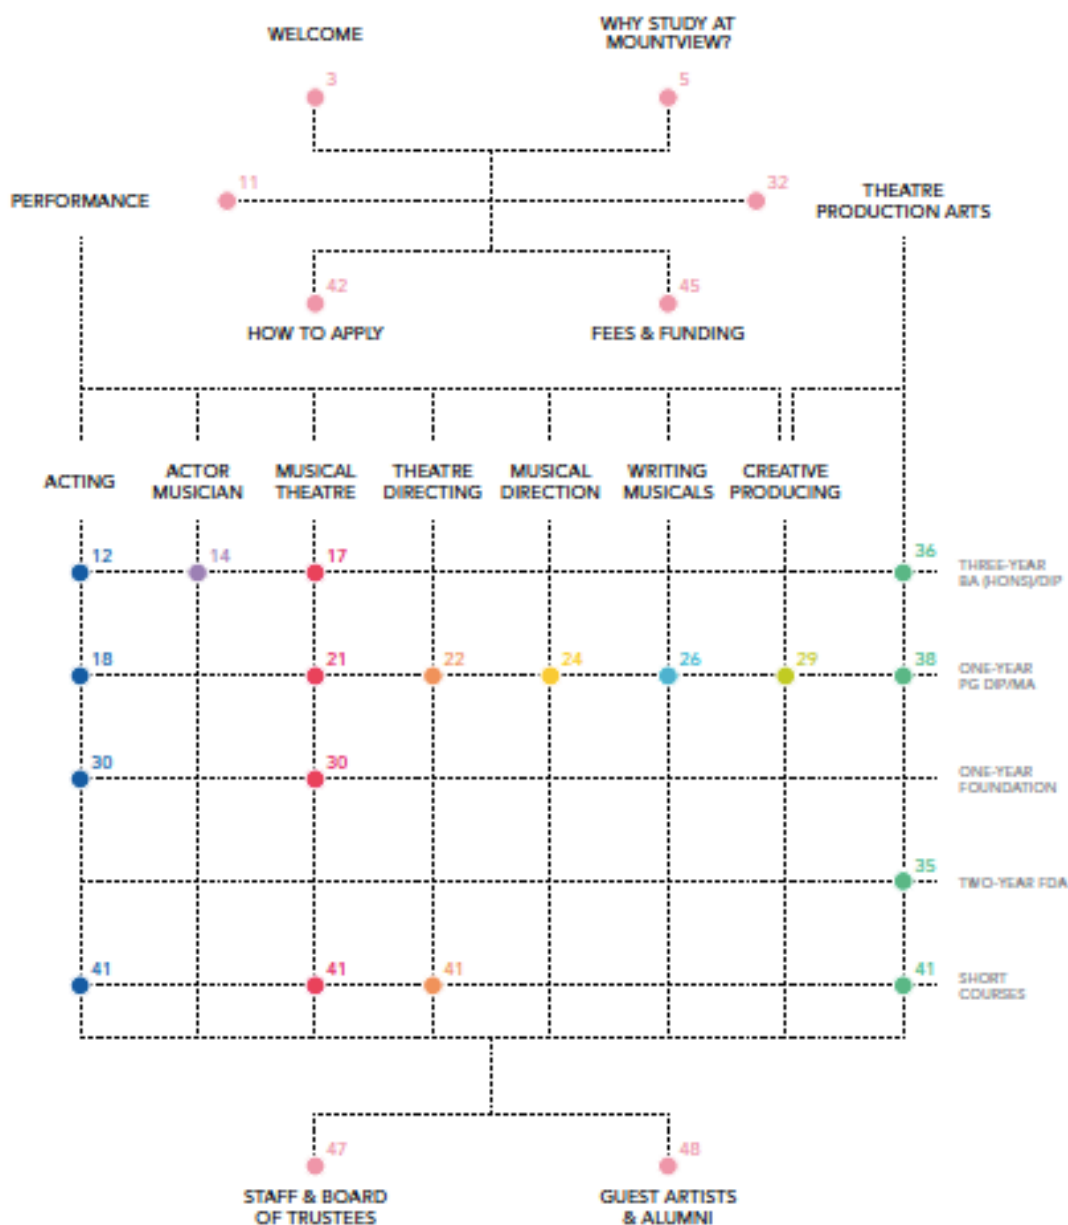 WELCOME
WHY STUDY AT
MOUNTVIEW?
3
5
PERFORMANCE
11
32
THEATRE
PRODUCTION ARTS
42
45
HOW TO APPLY
FEES & FUNDING
ACTING
ACTOR
MUSICIAN
MUSICAL
THEATRE
THEATRE
DIRECTING
MUSICAL
DIRECTION
WRITING
MUSICALS
CREATIVE
PRODUCING
12
14
17
36
THREE-YEAR
BA (HONS)/DIP
18
21
22
24
26
29
38
ONE-YEAR
PG DIP/MA
30
30
ONE-YEAR
FOUNDATION
35
TWO-YEAR FDA
41
41
41
41
SHORT
COURSES
47
48
STAFF & BOARD
OF TRUSTEES
GUEST ARTISTS
& ALUMNI